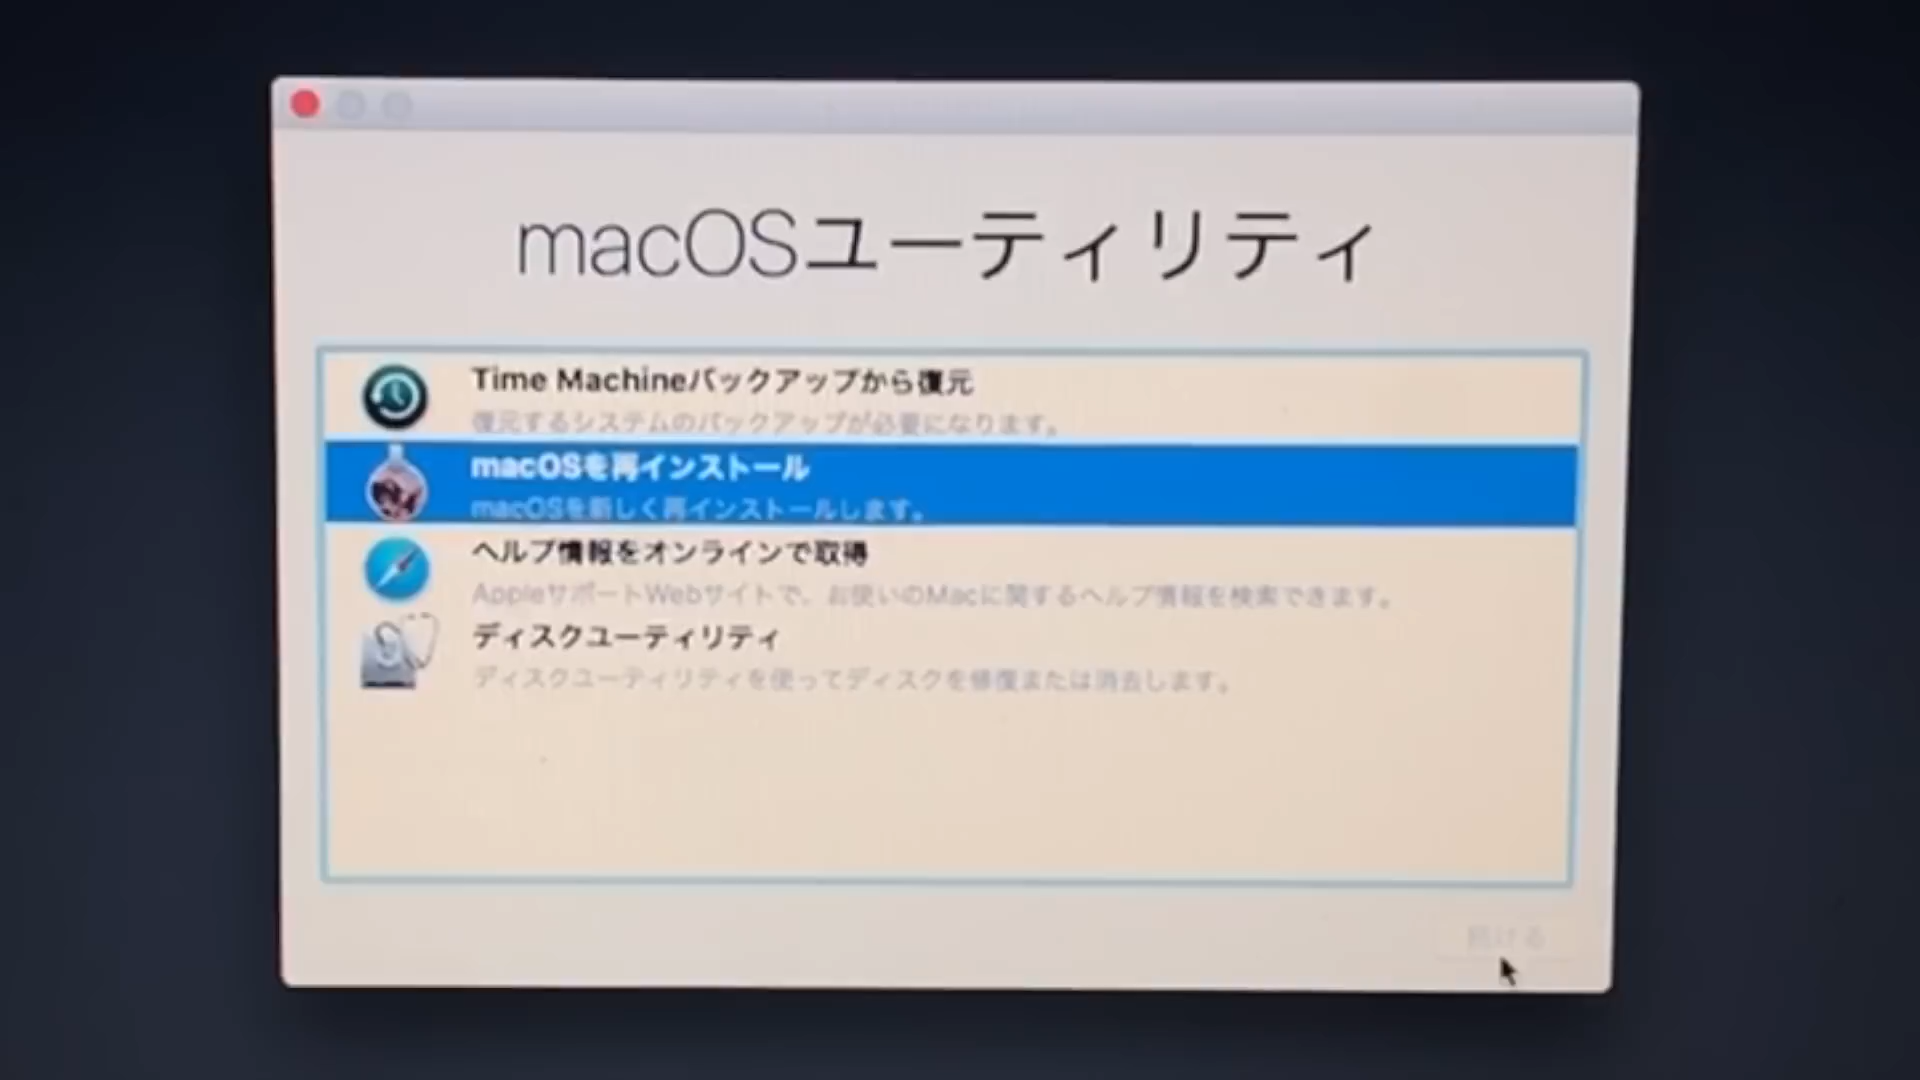 macOSユーティリティ
Time Machineバックアップから復元
復元するシステムのバックアップが必要になります。
macOSを再インストール
macOSを新しく再インストールします。
ヘルプ情報をオンラインで取得
AppleサポートWebサイトで、お使いのMacに関するヘルプ情報を検索できます。
ディスクユーティリティ
ディスクユーティリティを使ってディスクを修復または消去します。
続ける